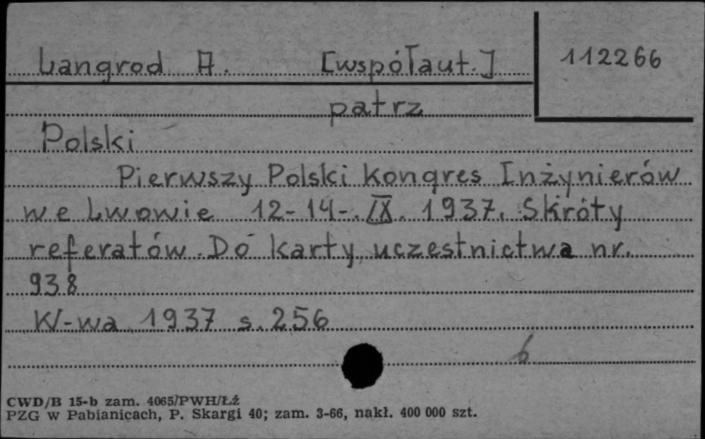 Langrod A. [współaut.] 112266
patrz
Polski
Pierwszy Polski Kongres Inżynierów
we Lwowie 12-14-.IX. 1937. Skróty
referatów. Do karty uczestnictwa nr.
938
W-wa 1937 s. 256
b
CWD/B 15-b zam. 4065/PWH/Łź
PZG w Pabianicach, P. Skargi 40; zam. 3-66, nakł. 400 000 szt.